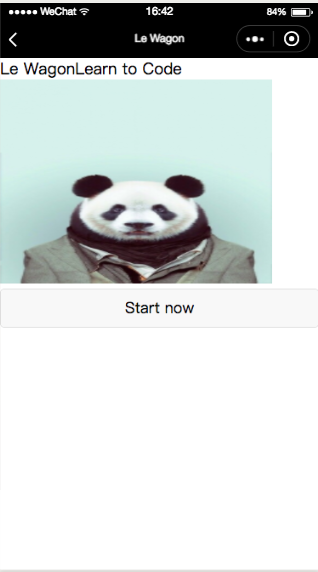 ●●●●● WeChat 16:42 84%
Le Wagon
Le WagonLearn to Code
Start now